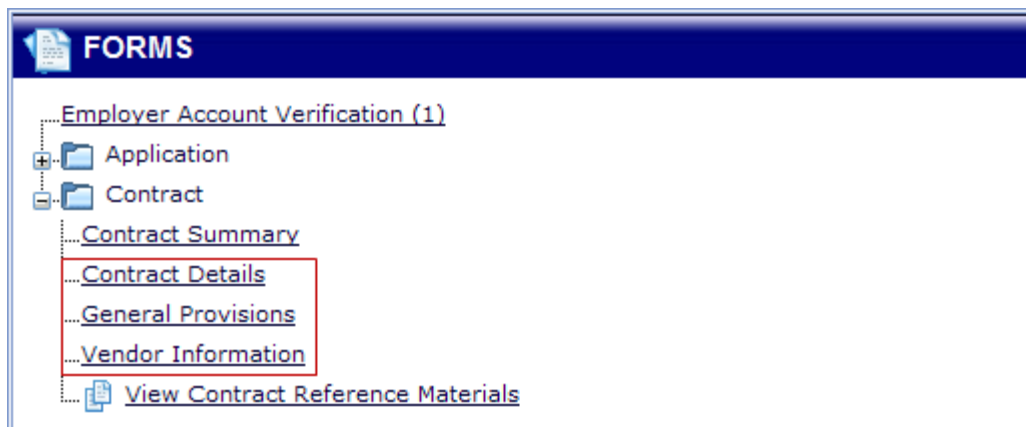 FORMS
Employer Account Verification (1)
Application
Contract
Contract Summary
Contract Details
General Provisions
Vendor Information
View Contract Reference Materials